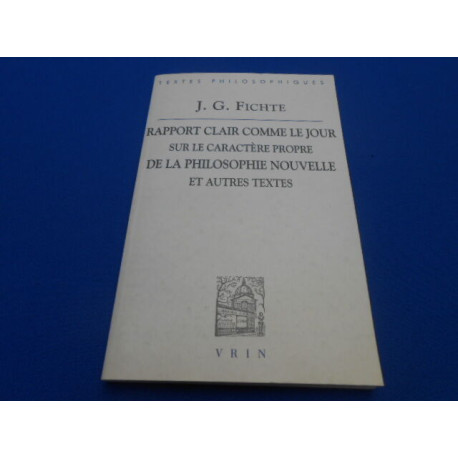 TEXTES PHILOSOPHIQUES
J. G. FICHTE
RAPPORT CLAIR COMME LE JOUR
SUR LE CARACTÈRE PROPRE
DE LA PHILOSOPHIE NOUVELLE
ET AUTRES TEXTES
VRIN